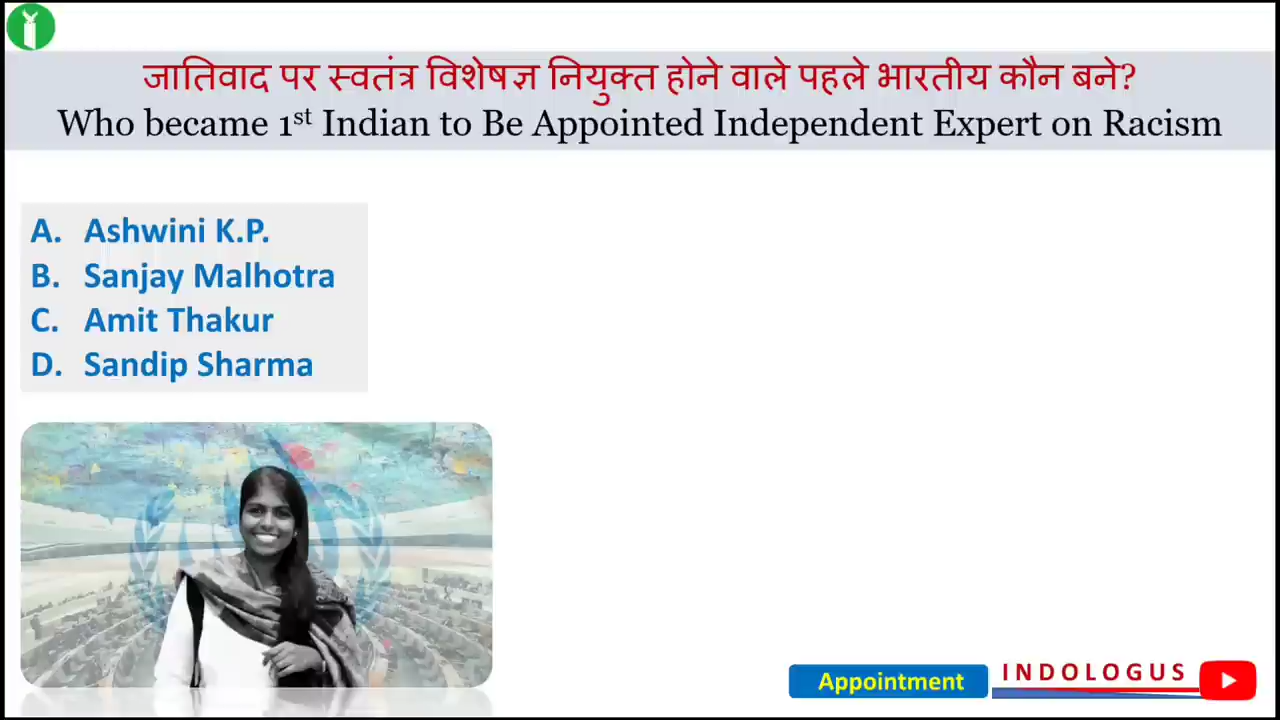 जातिवाद पर स्वतंत्र विशेषज्ञ नियुक्त होने वाले पहले भारतीय कौन बने?
Who became 1st Indian to Be Appointed Independent Expert on Racism
A. Ashwini K.P.
B. Sanjay Malhotra
C. Amit Thakur
D. Sandip Sharma
Appointment
INDOLOGUS